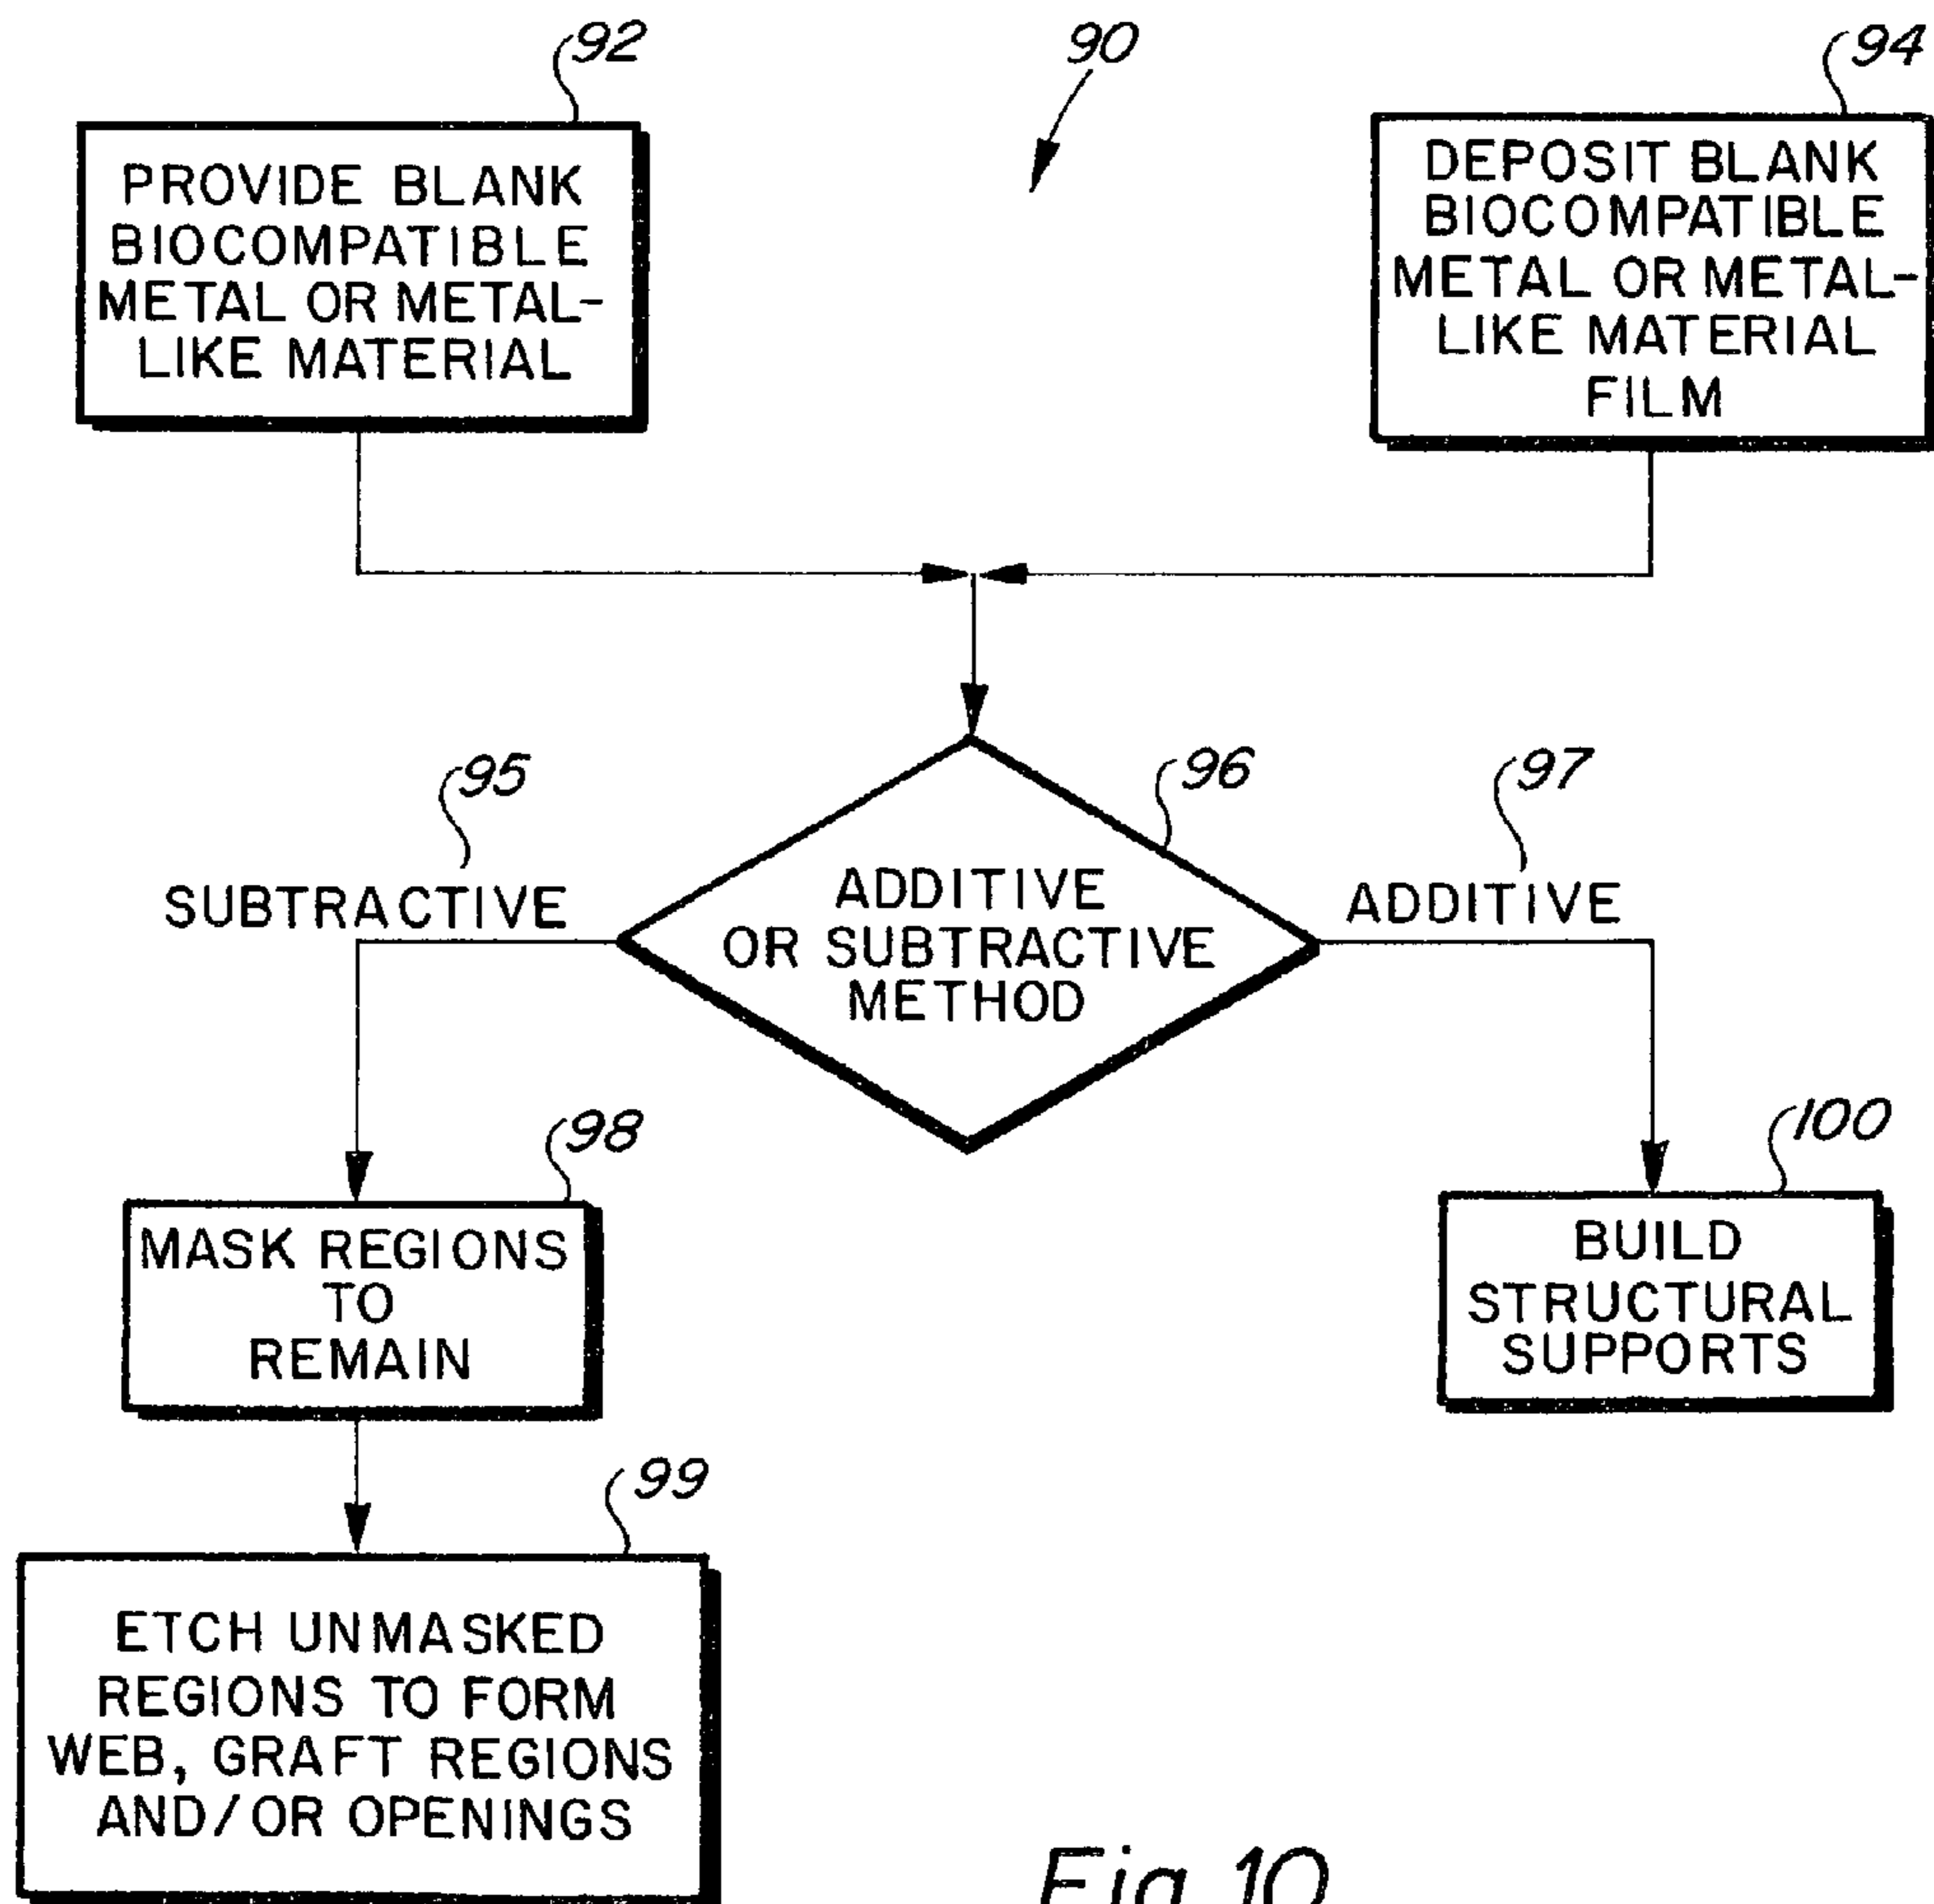 92
90
94
PROVIDE BLANK
BIOCOMPATIBLE
METAL OR METAL-
LIKE MATERIAL
DEPOSIT BLANK
BIOCOMPATIBLE
METAL OR METAL-
LIKE MATERIAL
FILM
95
96
97
SUBTRACTIVE
ADDITIVE
OR SUBTRACTIVE
METHOD
ADDITIVE
98
100
MASK REGIONS
TO
REMAIN
BUILD
STRUCTURAL
SUPPORTS
99
ETCH UNMASKED
REGIONS TO FORM
WEB, GRAFT REGIONS
AND/OR OPENINGS
Fig 10